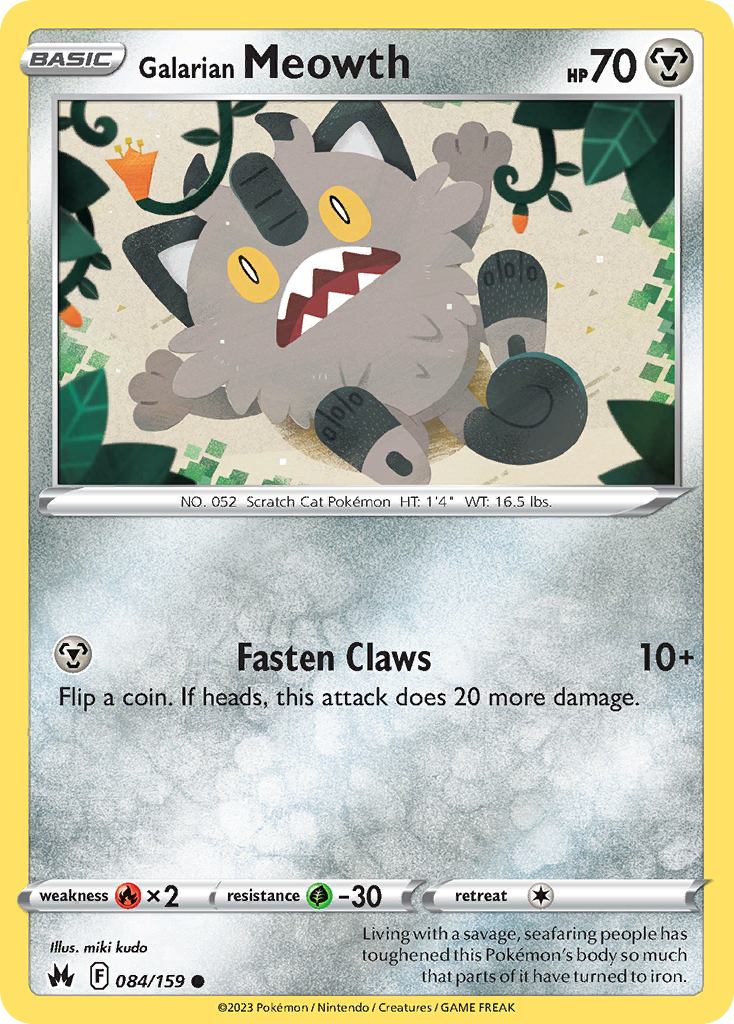 BASIC Galarian Meowth HP 70
NO. 052 Scratch Cat Pokémon HT: 1'4" WT: 16.5 lbs.
Fasten Claws 10+
Flip a coin. If heads, this attack does 20 more damage.
weakness ×2 resistance -30 retreat
Illus. miki kudo
Living with a savage, seafaring people has
toughened this Pokémon's body so much
that parts of it have turned to iron.
F 084/159
©2023 Pokémon / Nintendo / Creatures / GAME FREAK